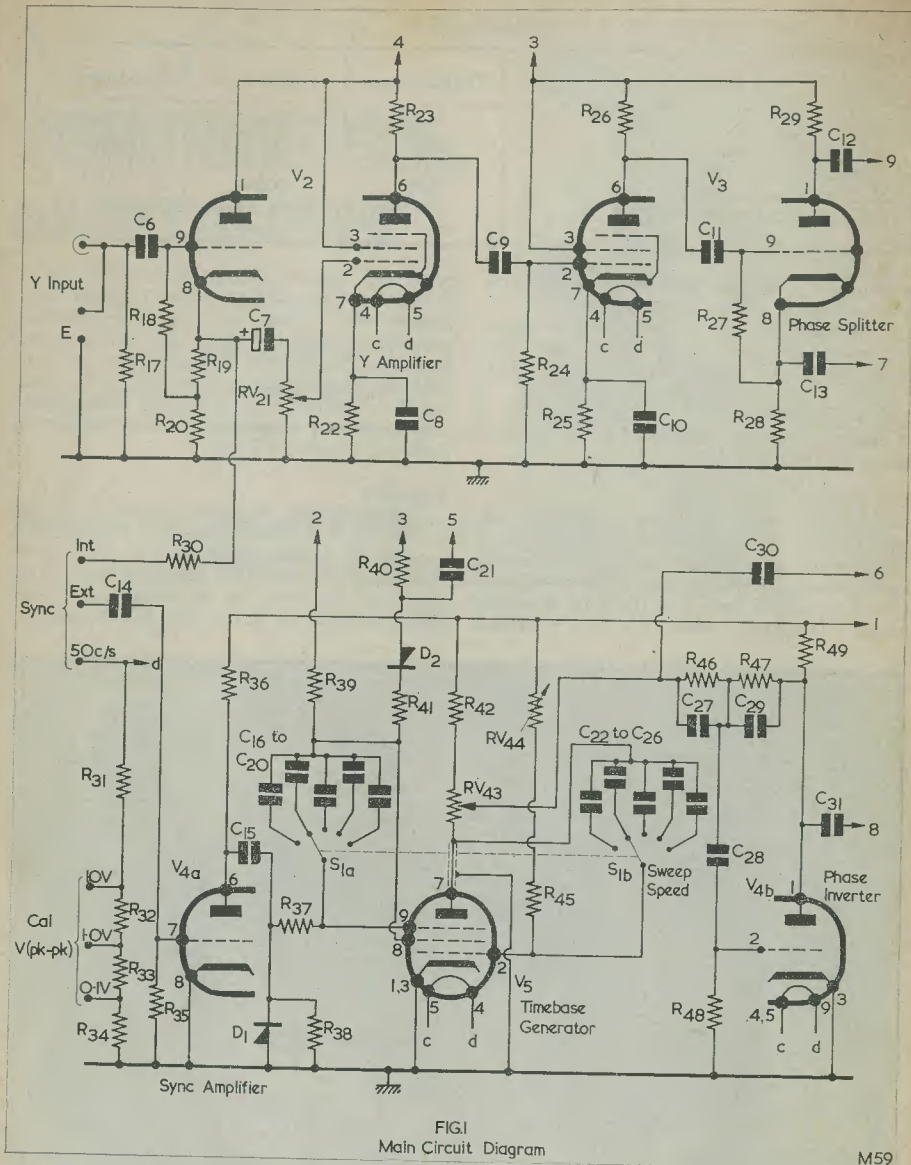 4
3
R23
R26
R29
C12
9
V2
V3
1
6
6
1
C6
C9
C11
9
3
2
3
2
9
Y Input
8
7
4
5
7
4
5
8
E
R18
C7
+
c
d
c
d
R27
Phase Splitter
Y Amplifier
R17
R19
RV21
R24
C13
7
R20
R22
C8
R25
C10
R28
2
3
5
Int
R30
R40
C21
C30
6
Sync
Ext
C14
1
50c/s
d
R36
R39
D2
R41
R42
RV44
R46
R47
R49
C27
C29
C16 to
C20
C22 to C26
R31
RV43
C31
8
C15
S1a
S1b
Sweep
Speed
C28
V4a
6
7
V4b
1
Phase
Inverter
10V
R37
R45
Cal
V(pk-pk)
R32
1·0V
7
9
8
2
2
R33
8
1,3
V5
0·1V
R35
5
4
Timebase
Generator
R48
4,5
9
3
R34
D1
R38
c
d
c
d
Sync Amplifier
FIG.1
Main Circuit Diagram
M59